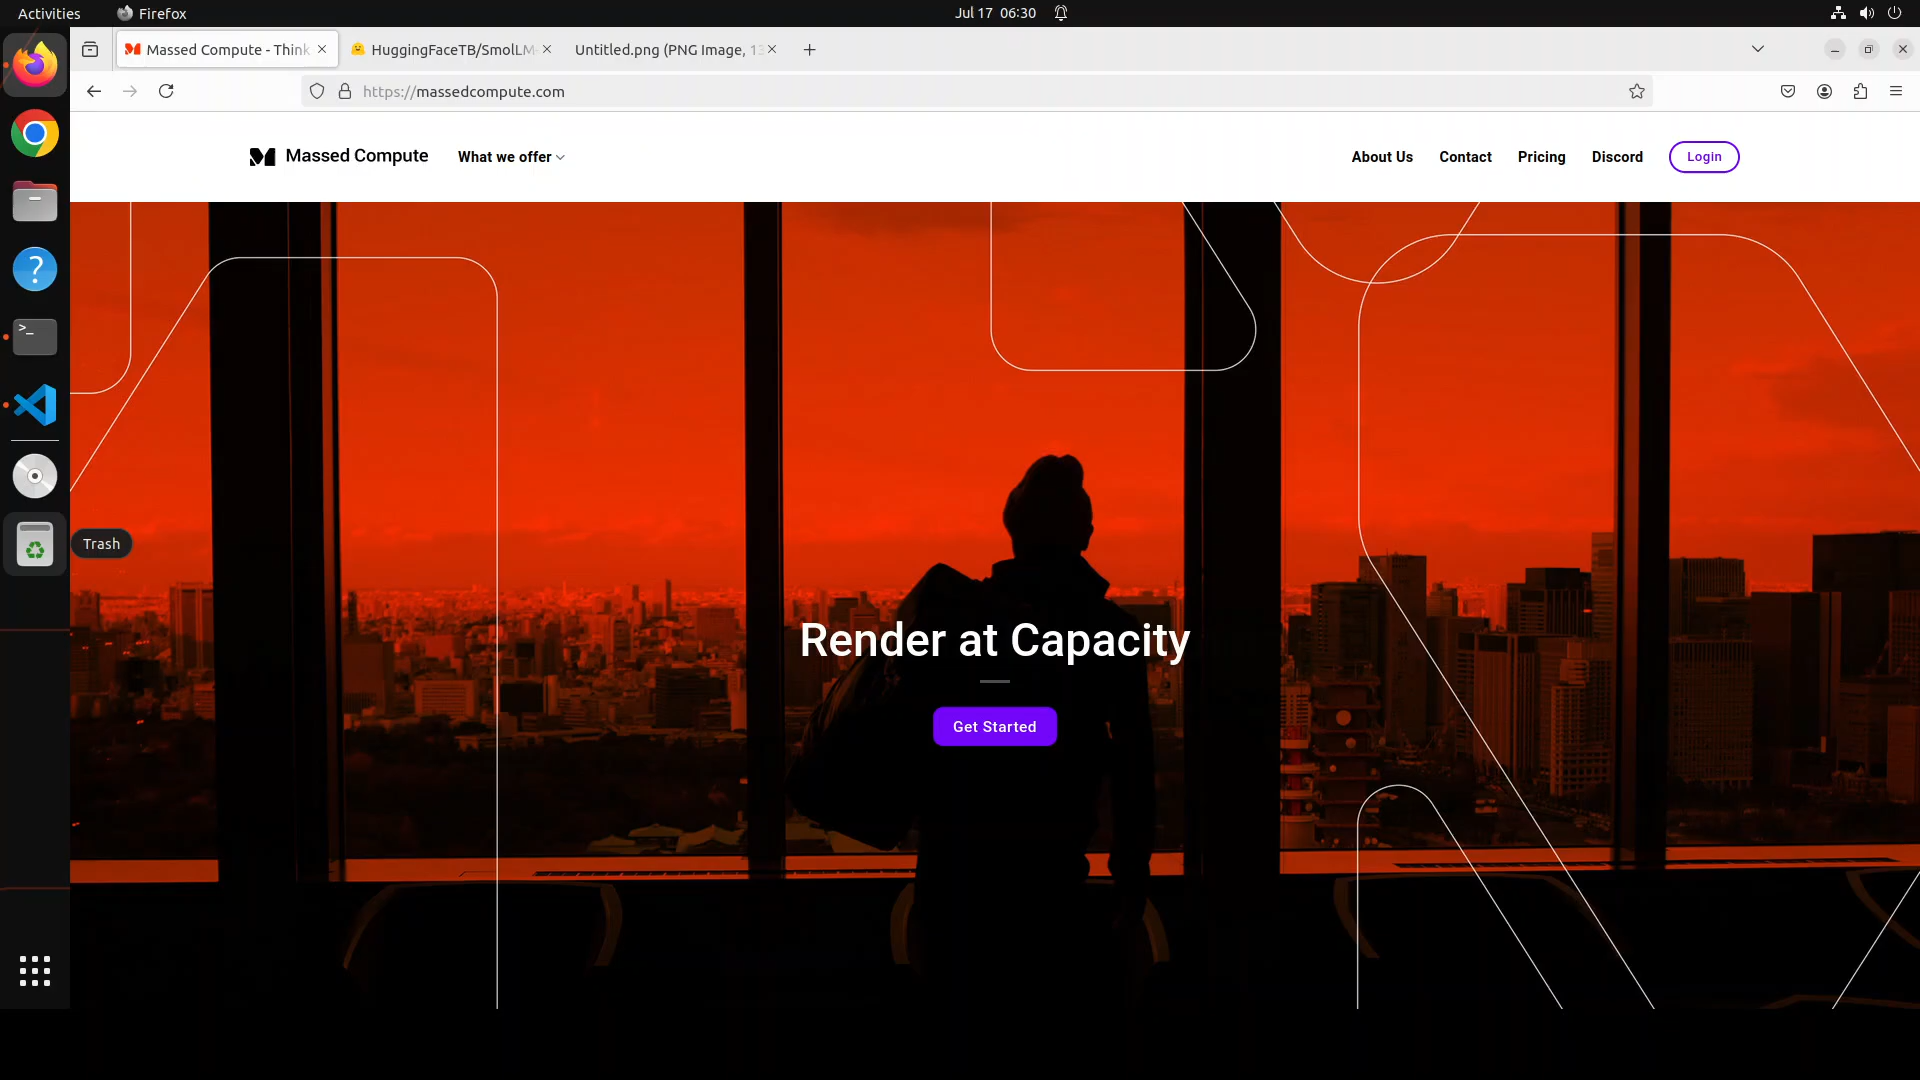 Activities
Firefox
Jul 17 06:30
Massed Compute - Think
HuggingFaceTB/SmolLM-
Untitled.png (PNG Image, 13
https://massedcompute.com
Massed Compute
What we offer
About Us
Contact
Pricing
Discord
Login
Trash
Render at Capacity
Get Started